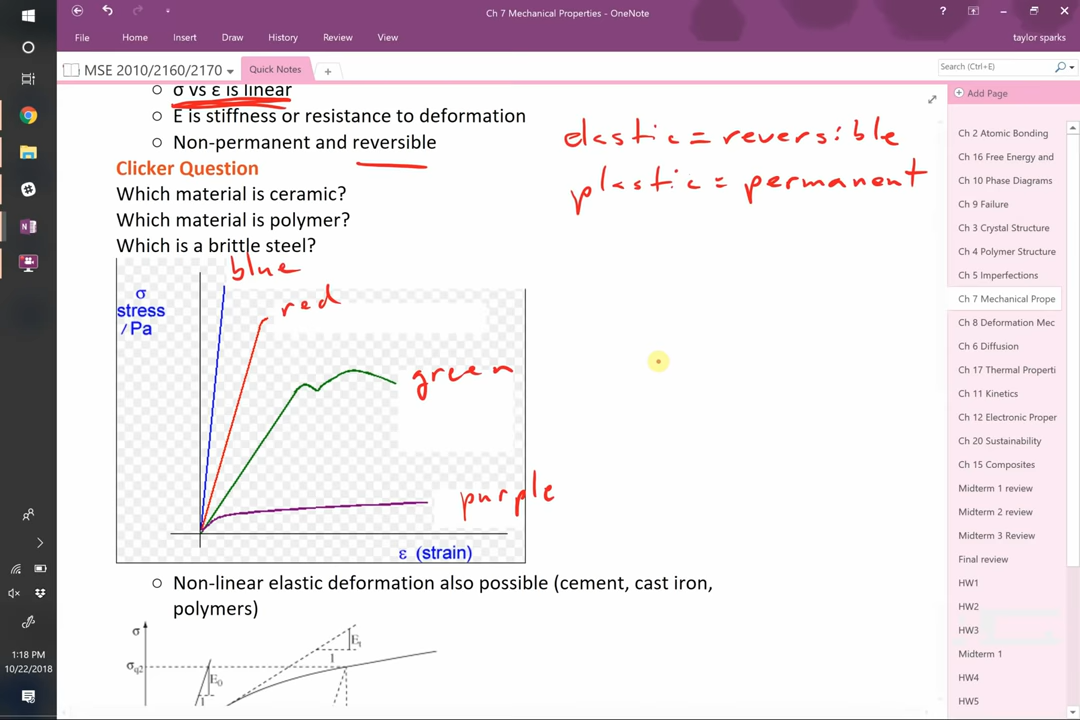 Ch 7 Mechanical Properties - OneNote
?
File
Home
Insert
Draw
History
Review
View
taylor sparks
MSE 2010/2160/2170
Quick Notes
+
Search (Ctrl+E)
Add Page
Ch 2 Atomic Bonding
Ch 16 Free Energy and
Ch 10 Phase Diagrams
Ch 9 Failure
Ch 3 Crystal Structure
Ch 4 Polymer Structure
Ch 5 Imperfections
Ch 7 Mechanical Prope
Ch 8 Deformation Mec
Ch 6 Diffusion
Ch 17 Thermal Properti
Ch 11 Kinetics
Ch 12 Electronic Proper
Ch 20 Sustainability
Ch 15 Composites
Midterm 1 review
Midterm 2 review
Midterm 3 Review
Final review
HW1
HW2
HW3
Midterm 1
HW4
HW5
σ vs ε is linear
E is stiffness or resistance to deformation
Non-permanent and reversible
elastic = reversible
plastic = permanent
Clicker Question
Which material is ceramic?
Which material is polymer?
Which is a brittle steel?
blue
red
green
purple
σ
stress
/ Pa
ε (strain)
Non-linear elastic deformation also possible (cement, cast iron,
polymers)
σ
E₁
1
σq2
E₀
1
1:18 PM
10/22/2018